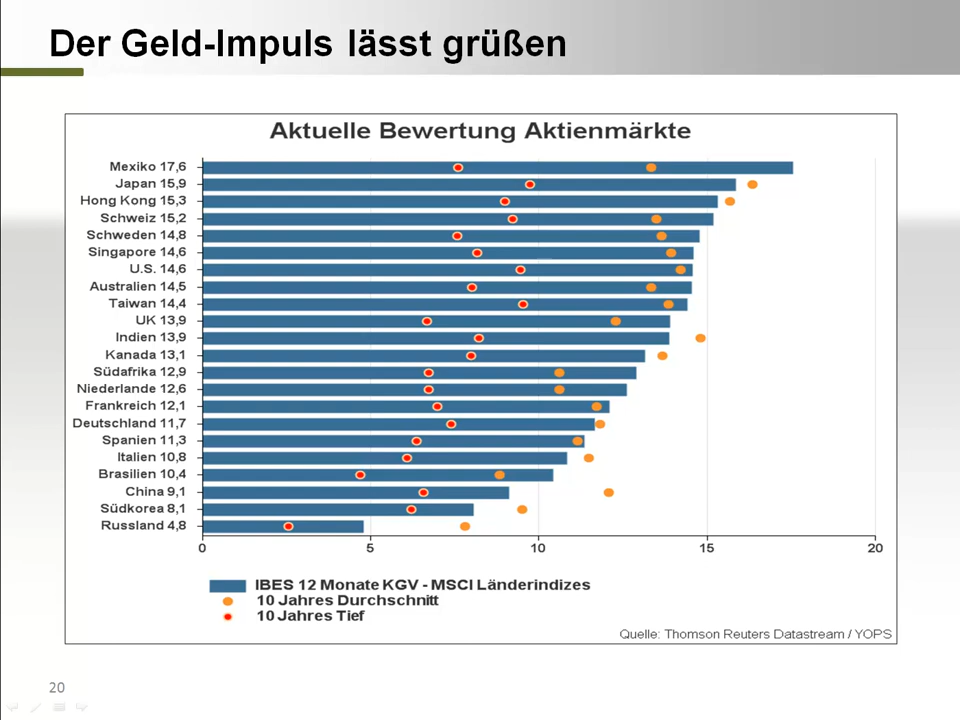 Der Geld-Impuls lässt grüßen
Aktuelle Bewertung Aktienmärkte
Mexiko 17,6
Japan 15,9
Hong Kong 15,3
Schweiz 15,2
Schweden 14,8
Singapore 14,6
U.S. 14,6
Australien 14,5
Taiwan 14,4
UK 13,9
Indien 13,9
Kanada 13,1
Südafrika 12,9
Niederlande 12,6
Frankreich 12,1
Deutschland 11,7
Spanien 11,3
Italien 10,8
Brasilien 10,4
China 9,1
Südkorea 8,1
Russland 4,8
0 5 10 15 20
IBES 12 Monate KGV - MSCI Länderindizes
10 Jahres Durchschnitt
10 Jahres Tief
Quelle: Thomson Reuters Datastream / YOPS
20